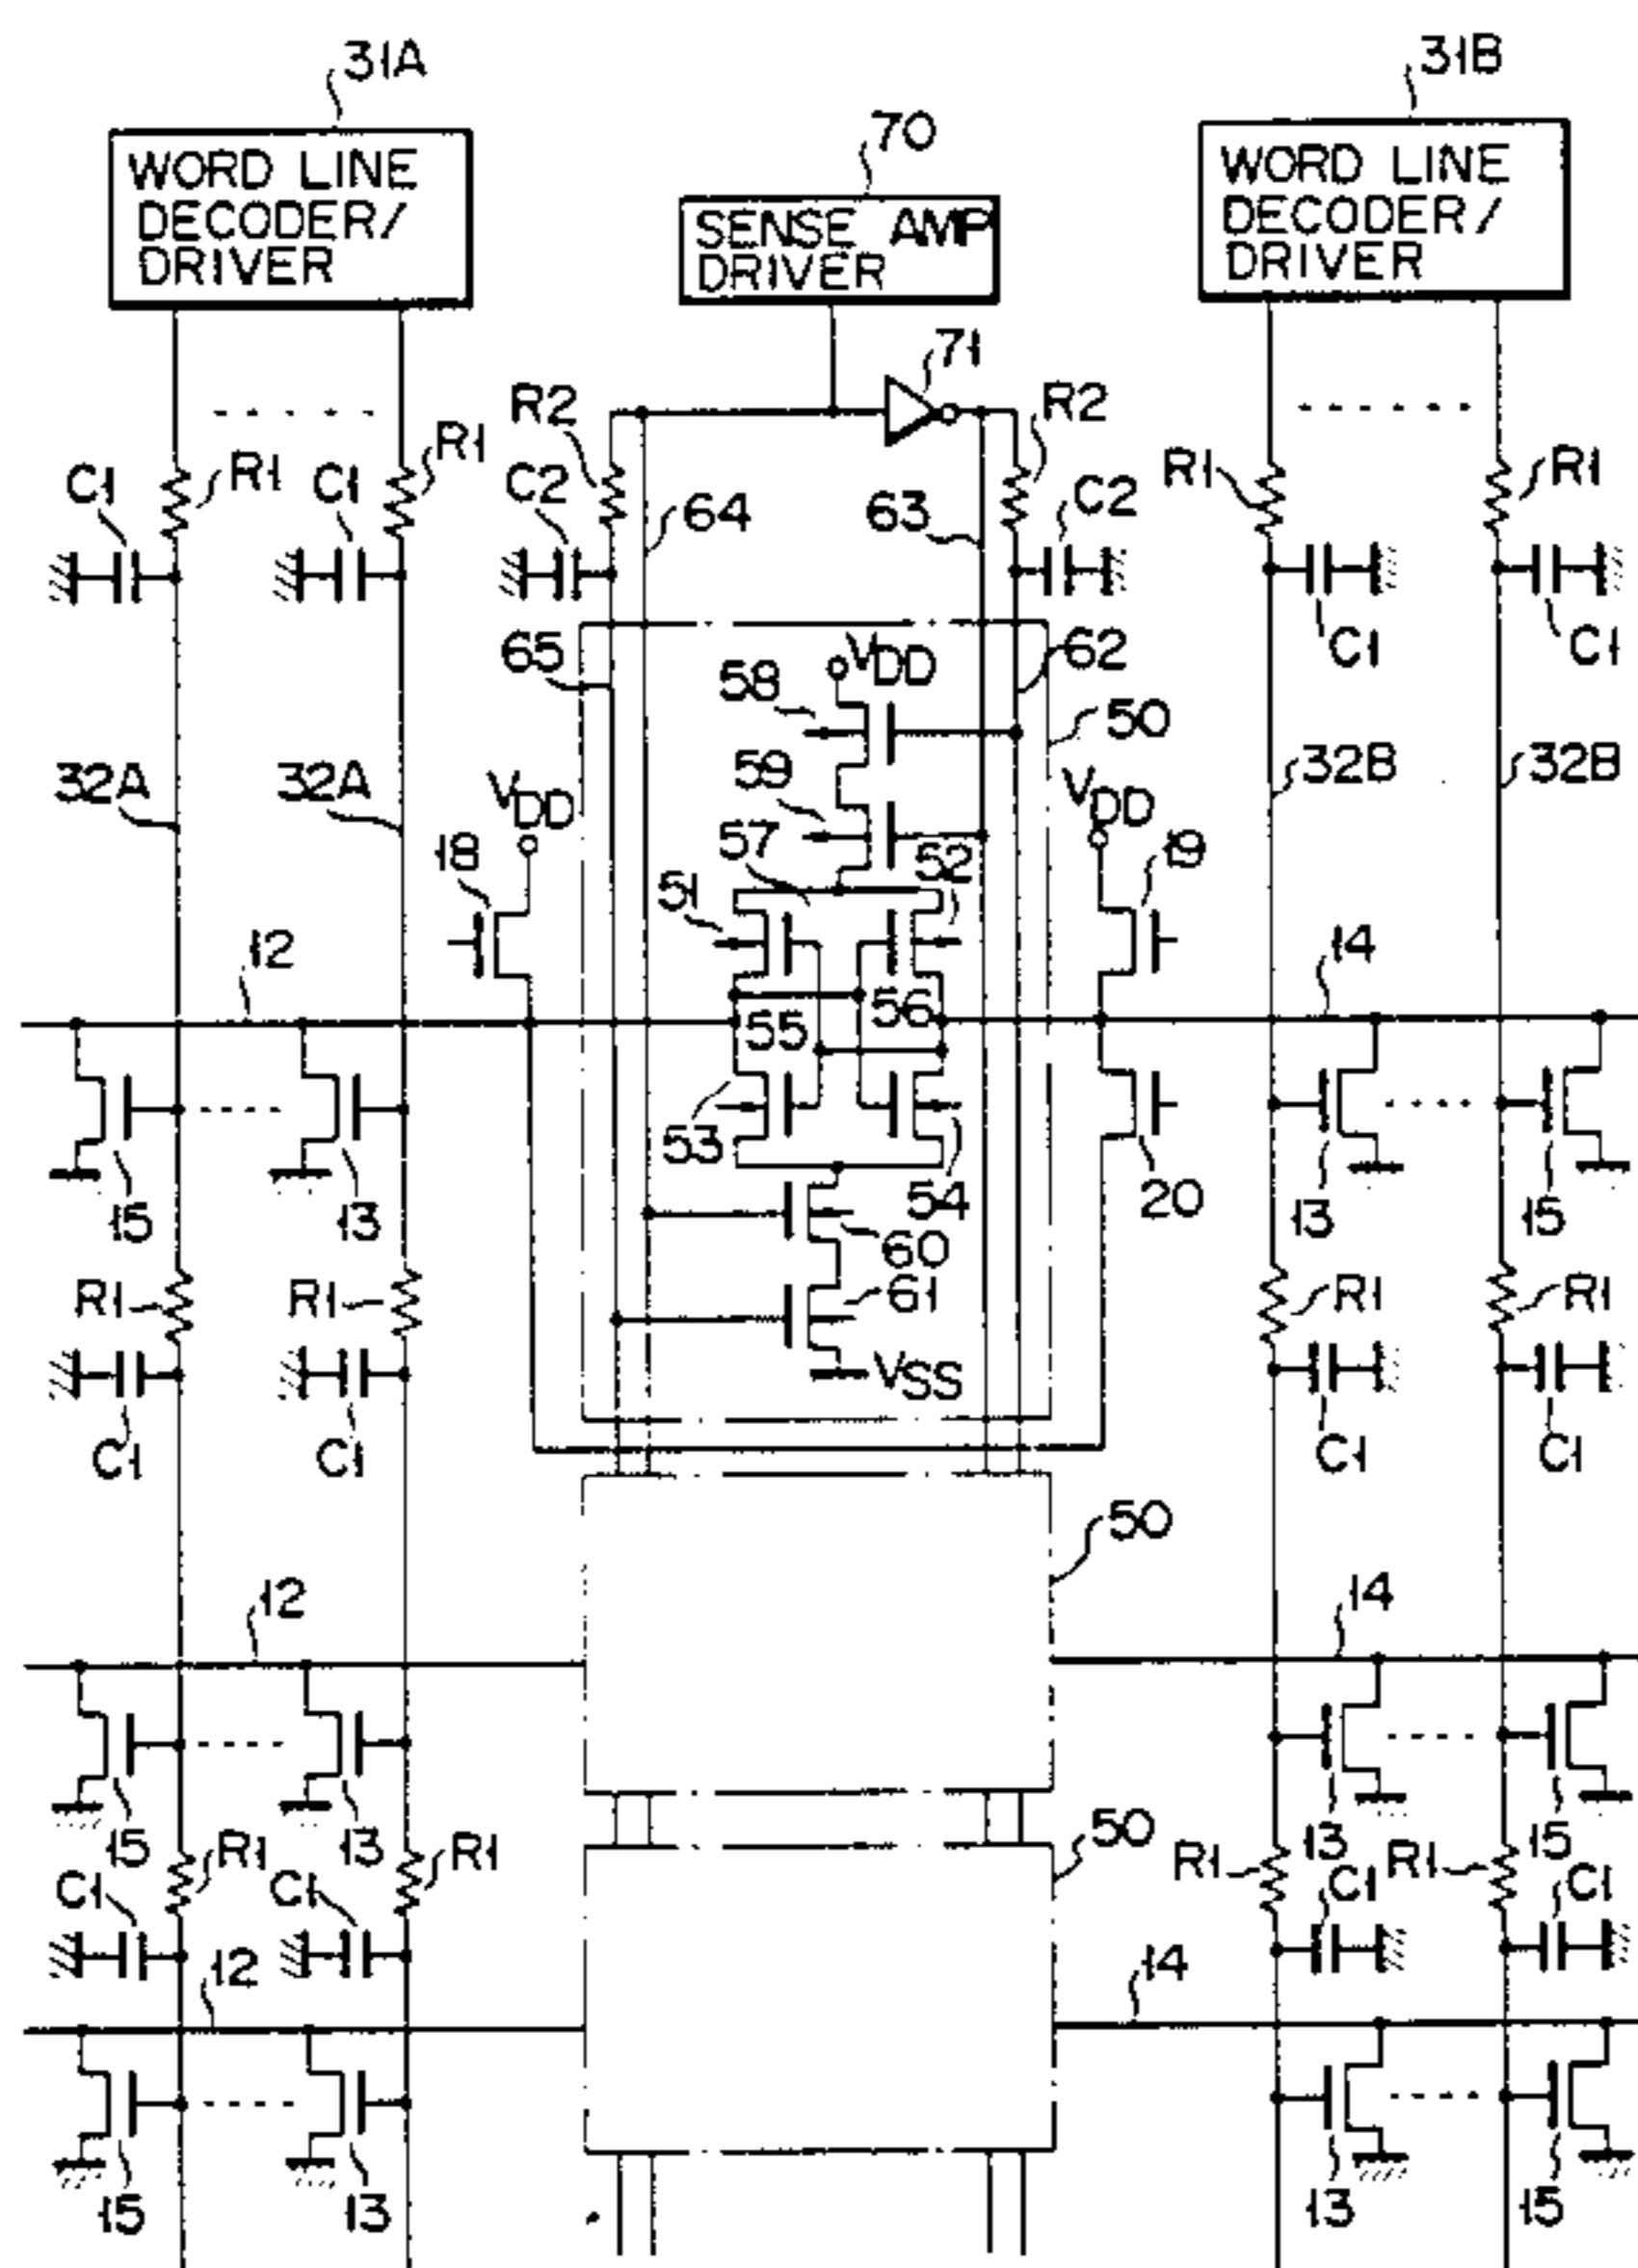 31A
31B
70
WORD LINE
DECODER/
DRIVER
SENSE AMP
DRIVER
WORD LINE
DECODER/
DRIVER
71
R2
R2
R1
R1
R1
R1
C1
C1
C2
C2
64
63
C1
C1
65
VDD
62
58
50
32A
32A
VDD
59
VDD
32B
32B
18
57
52
19
51
12
14
55
56
53
54
15
13
20
13
15
60
61
R1
R1
R1
R1
VSS
C1
C1
C1
C1
50
12
14
15
13
R1
R1
50
R1
13
R1
15
C1
C1
C1
C1
12
14
15
13
13
15